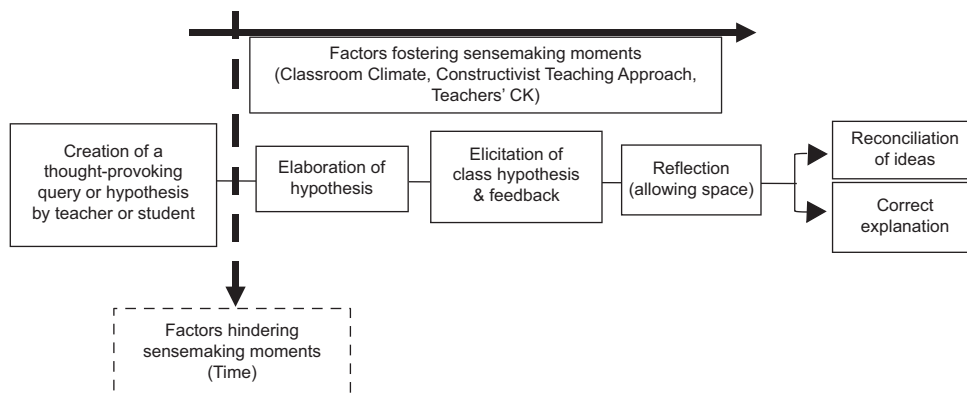 Factors fostering sensemaking moments
(Classroom Climate, Constructivist Teaching Approach,
Teachers' CK)
Creation of a
thought-provoking
query or hypothesis
by teacher or student
Elaboration of
hypothesis
Elicitation of
class hypothesis
& feedback
Reflection
(allowing space)
Reconciliation
of ideas
Correct
explanation
Factors hindering
sensemaking moments
(Time)